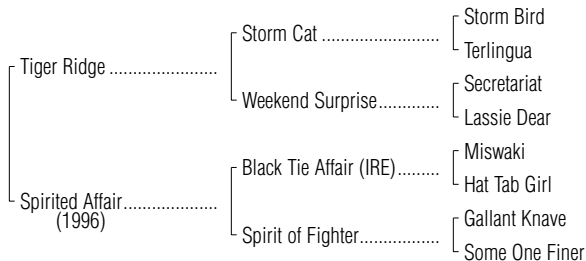 Storm Bird
Storm Cat ........................
Terlingua
Tiger Ridge ......................
Secretariat
Weekend Surprise.............
Lassie Dear
Miswaki
Black Tie Affair (IRE).........
Hat Tab Girl
Spirited Affair...................
(1996)
Gallant Knave
Spirit of Fighter................
Some One Finer